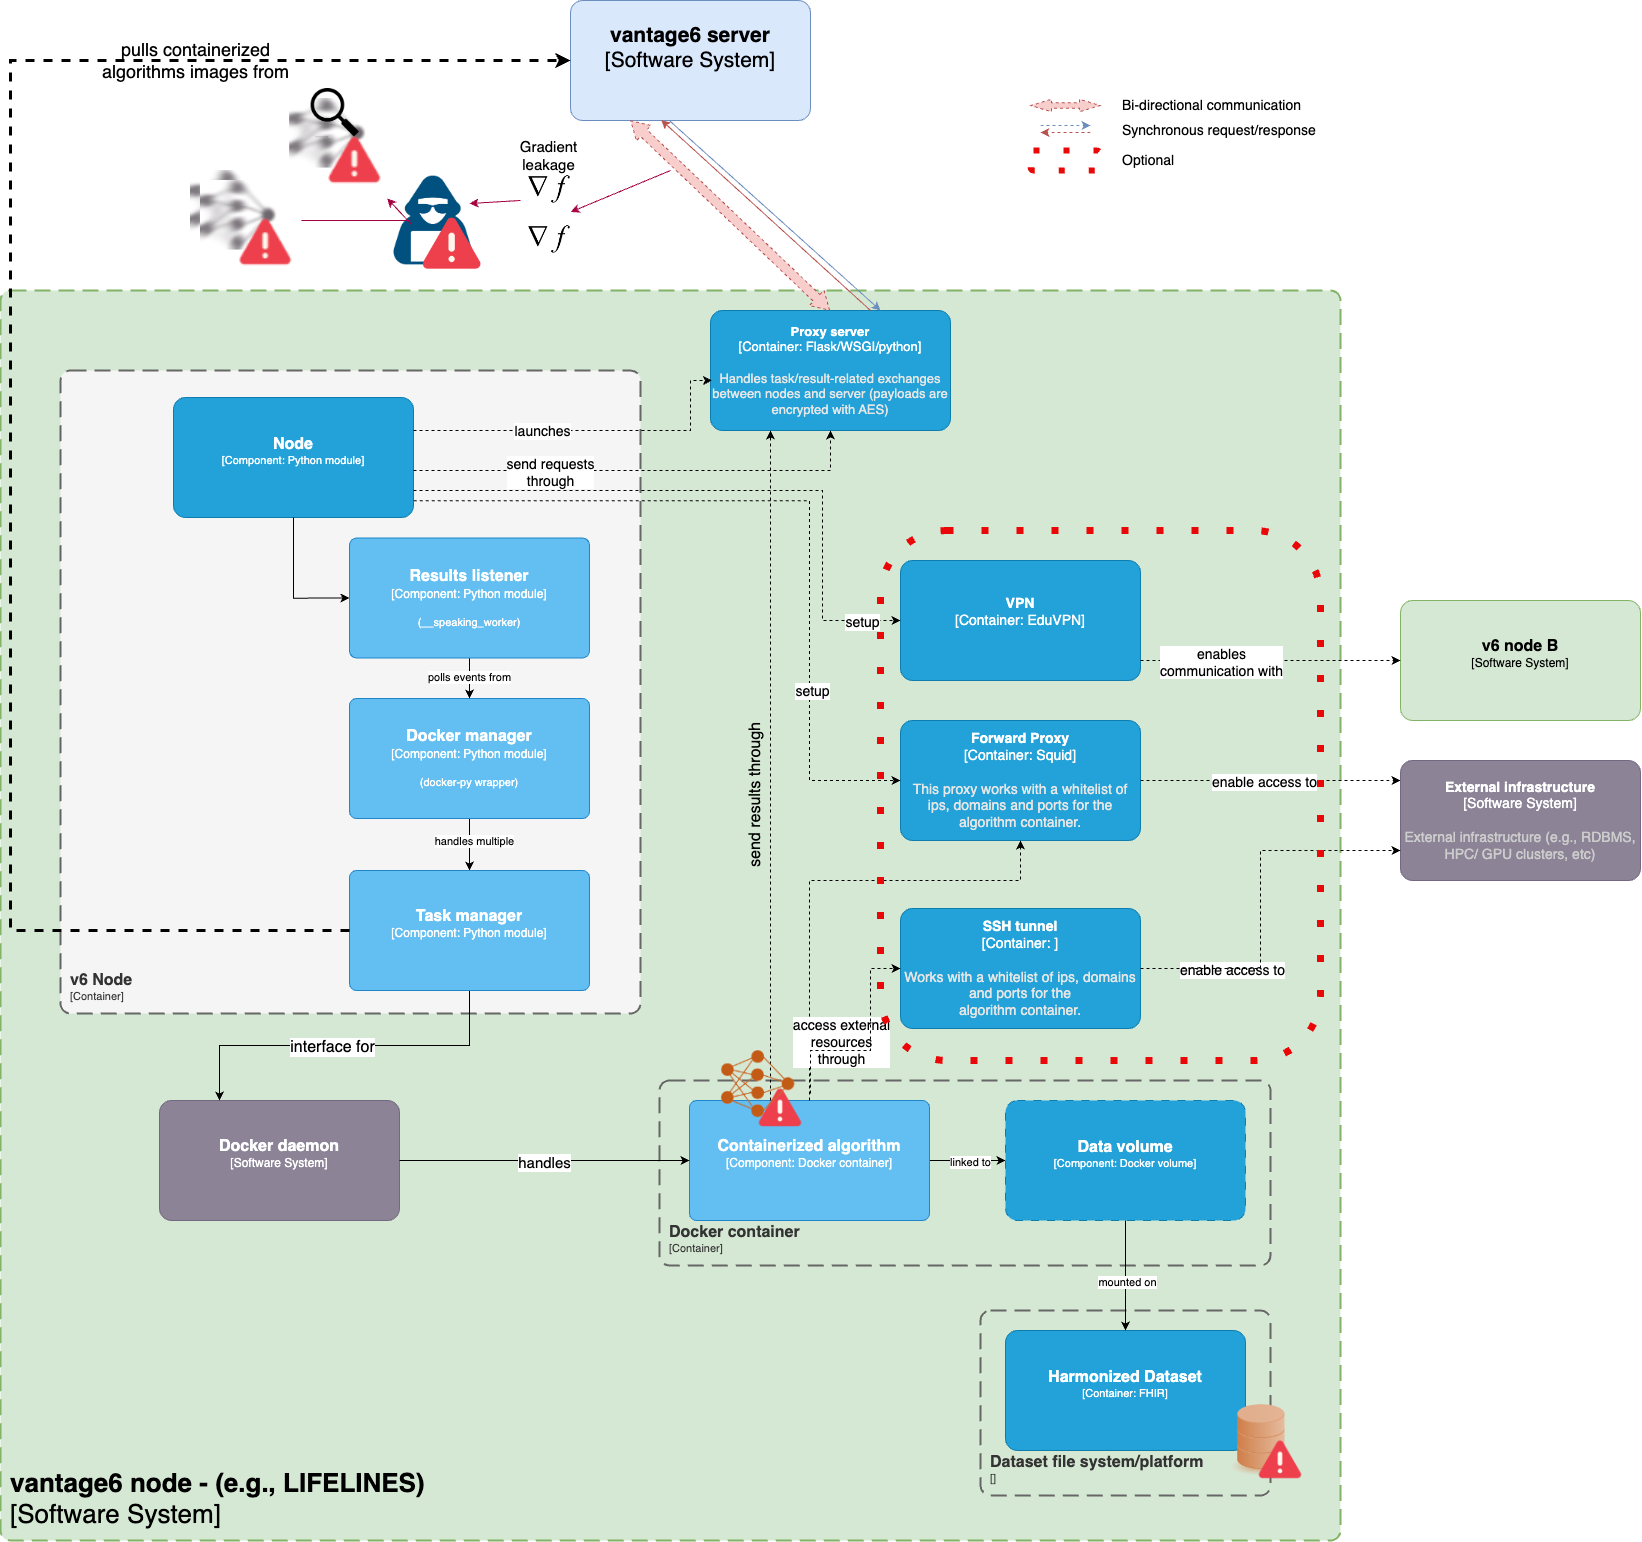 vantage6 server
[Software System]
pulls containerized
algorithms images from
Bi-directional communication
Synchronous request/response
Optional
Gradient
leakage
∇ f
∇ f
Proxy server
[Container: Flask/WSGI/python]
Handles task/result-related exchanges
between nodes and server (payloads are
encrypted with AES)
launches
Node
[Component: Python module]
send requests
through
Results listener
[Component: Python module]
(__speaking_worker)
polls events from
Docker manager
[Component: Python module]
(docker-py wrapper)
handles multiple
Task manager
[Component: Python module]
v6 Node
[Container]
setup
setup
VPN
[Container: EduVPN]
enables
communication with
v6 node B
[Software System]
Forward Proxy
[Container: Squid]
This proxy works with a whitelist of
ips, domains and ports for the
algorithm container.
enable access to
External infrastructure
[Software System]
External infrastructure (e.g., RDBMS,
HPC/ GPU clusters, etc)
send results through
SSH tunnel
[Container: ]
Works with a whitelist of ips, domains
and ports for the
algorithm container.
enable access to
access external
resources
through
interface for
Docker daemon
[Software System]
handles
Containerized algorithm
[Component: Docker container]
linked to
Data volume
[Component: Docker volume]
Docker container
[Container]
mounted on
Harmonized Dataset
[Container: FHIR]
Dataset file system/platform
[]
vantage6 node - (e.g., LIFELINES)
[Software System]